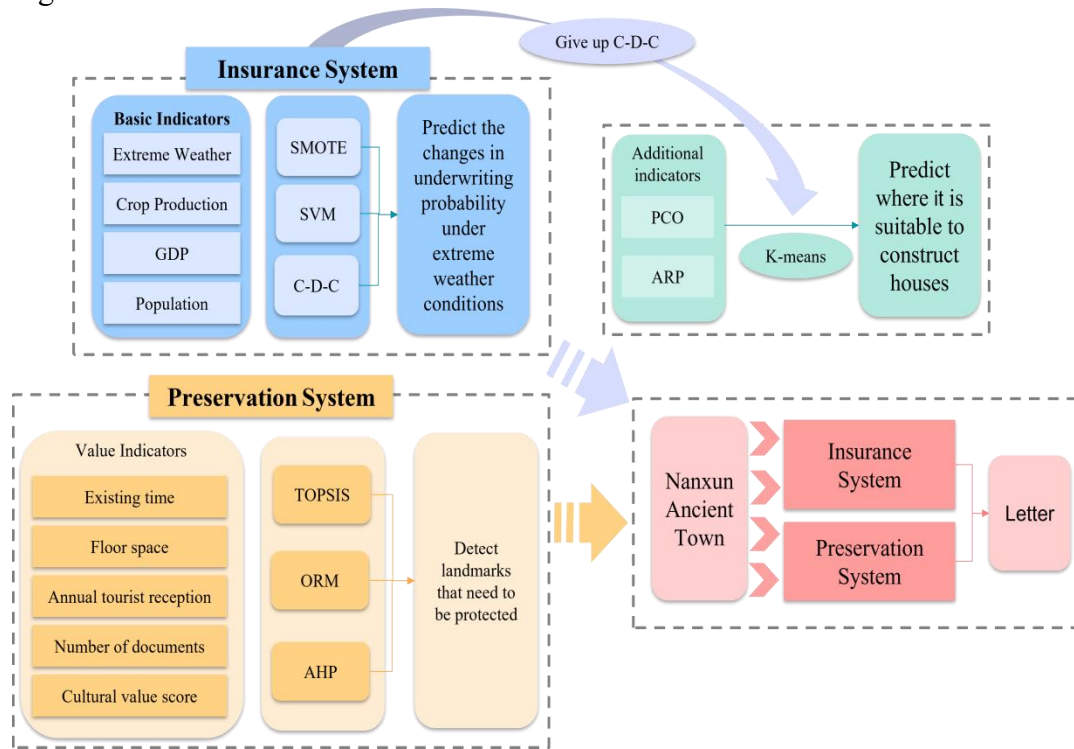 Give up C-D-C
Insurance System
Basic Indicators
Extreme Weather
Crop Production
GDP
Population
SMOTE
SVM
C-D-C
Predict the
changes in
underwriting
probability
under
extreme
weather
conditions
Additional
indicators
PCO
ARP
K-means
Predict
where it is
suitable to
construct
houses
Preservation System
Value Indicators
Existing time
Floor space
Annual tourist reception
Number of documents
Cultural value score
TOPSIS
ORM
AHP
Detect
landmarks
that need to
be protected
Nanxun
Ancient
Town
Insurance
System
Preservation
System
Letter